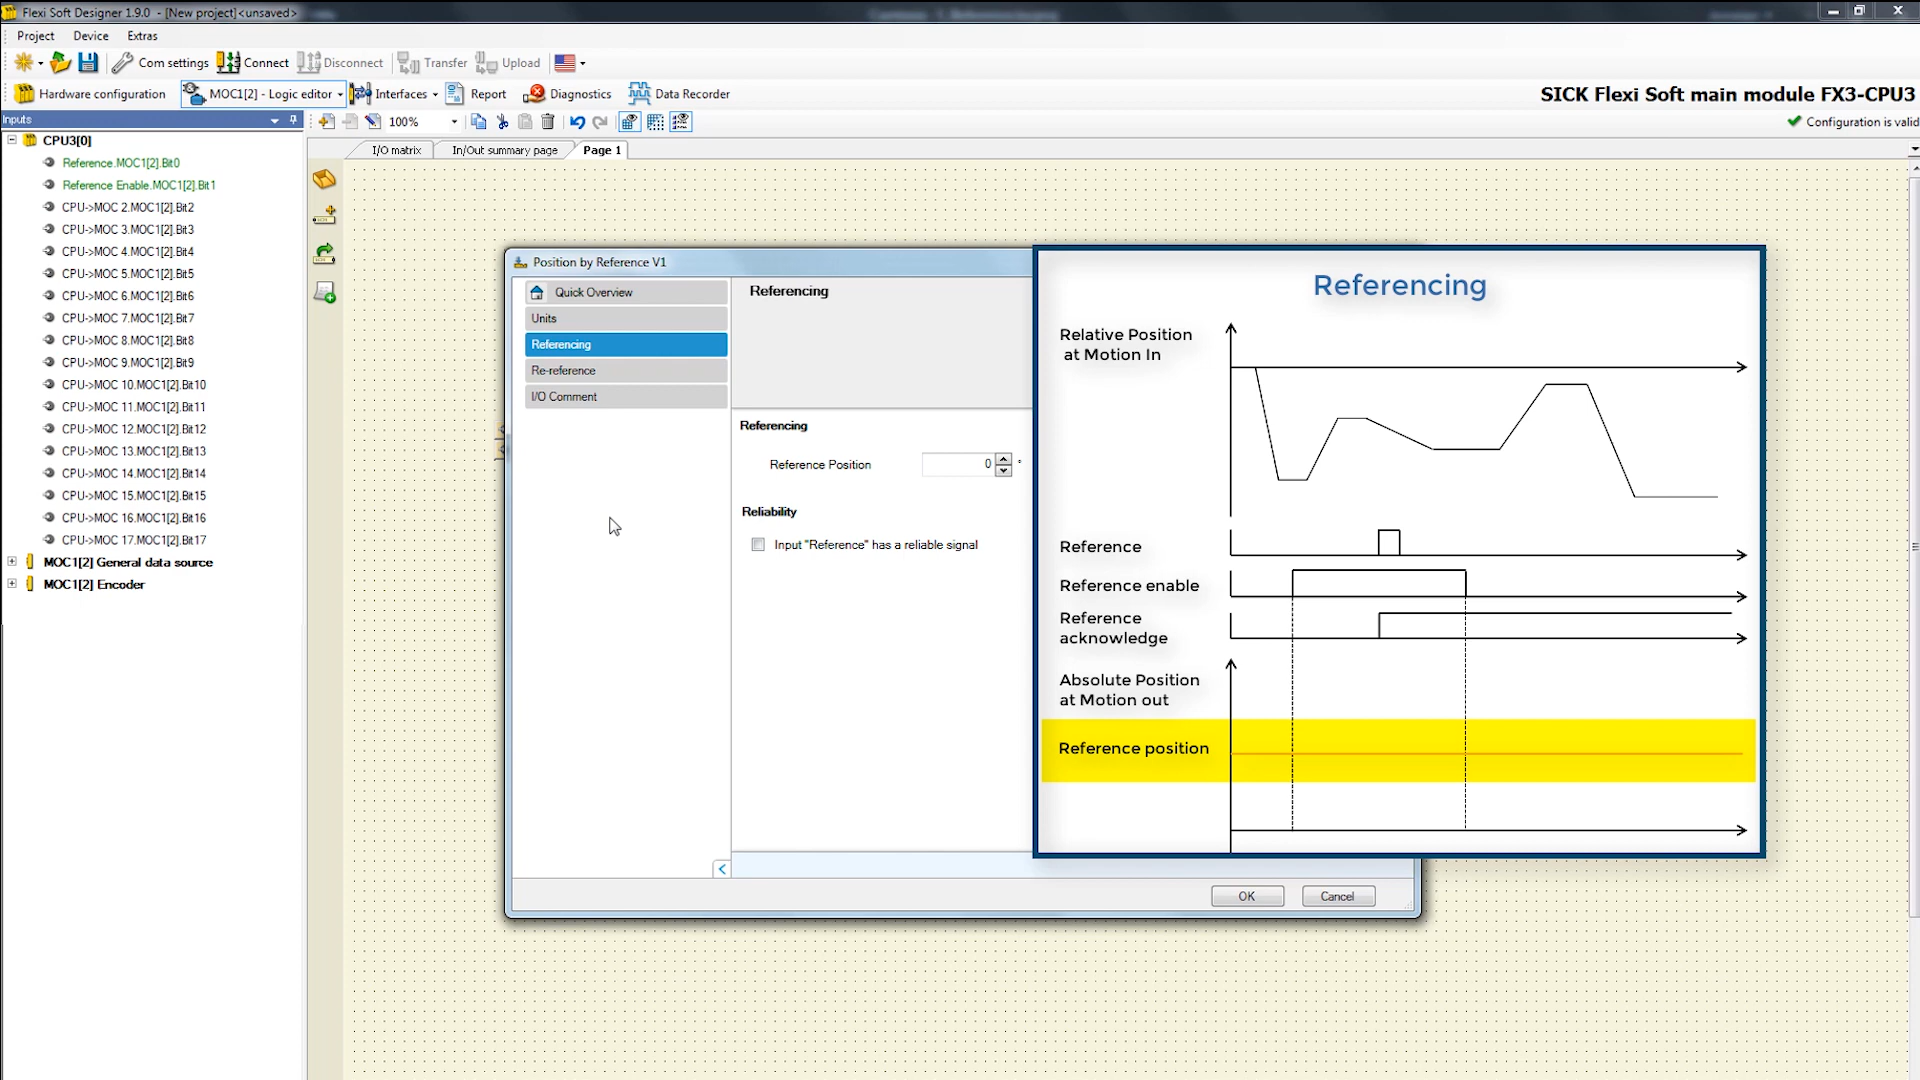 Flexi Soft Designer 1.9.0 - [New project]<unsaved>
Project Device Extras
Com settings Connect Disconnect Transfer Upload
Hardware configuration MOC1[2] - Logic editor Interfaces Report Diagnostics Data Recorder
SICK Flexi Soft main module FX3-CPU3
Inputs
100%
Configuration is valid
CPU3[0]
I/O matrix In/Out summary page Page 1
Reference.MOC1[2].Bit0
Reference Enable.MOC1[2].Bit1
CPU->MOC 2.MOC1[2].Bit2
CPU->MOC 3.MOC1[2].Bit3
CPU->MOC 4.MOC1[2].Bit4
CPU->MOC 5.MOC1[2].Bit5
CPU->MOC 6.MOC1[2].Bit6
CPU->MOC 7.MOC1[2].Bit7
CPU->MOC 8.MOC1[2].Bit8
CPU->MOC 9.MOC1[2].Bit9
CPU->MOC 10.MOC1[2].Bit10
CPU->MOC 11.MOC1[2].Bit11
CPU->MOC 12.MOC1[2].Bit12
CPU->MOC 13.MOC1[2].Bit13
CPU->MOC 14.MOC1[2].Bit14
CPU->MOC 15.MOC1[2].Bit15
CPU->MOC 16.MOC1[2].Bit16
CPU->MOC 17.MOC1[2].Bit17
MOC1[2] General data source
MOC1[2] Encoder
Position by Reference V1
Quick Overview
Units
Referencing
Re-reference
I/O Comment
Referencing
Referencing
Reference Position 0 °
Reliability
Input "Reference" has a reliable signal
OK Cancel
Referencing
Relative Position
at Motion In
Reference
Reference enable
Reference
acknowledge
Absolute Position
at Motion out
Reference position